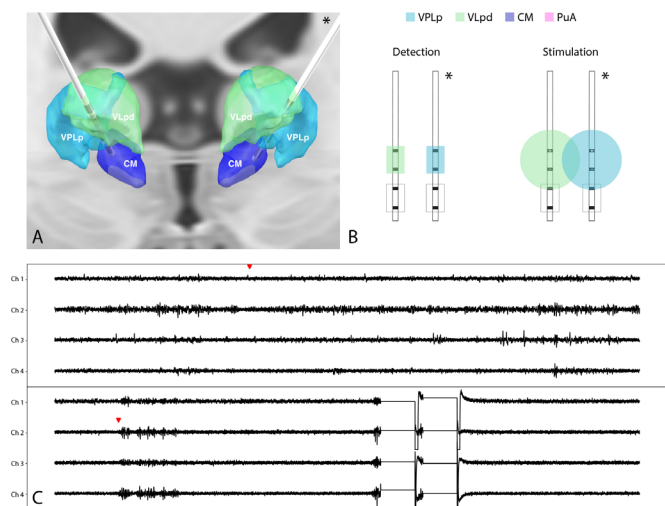 VPLp VLpd CM PuA
*
Detection Stimulation
* *
VLpd
VPLp VPLp
CM CM
A B
Ch 1
Ch 2
Ch 3
Ch 4
Ch 1
Ch 2
Ch 3
Ch 4
C